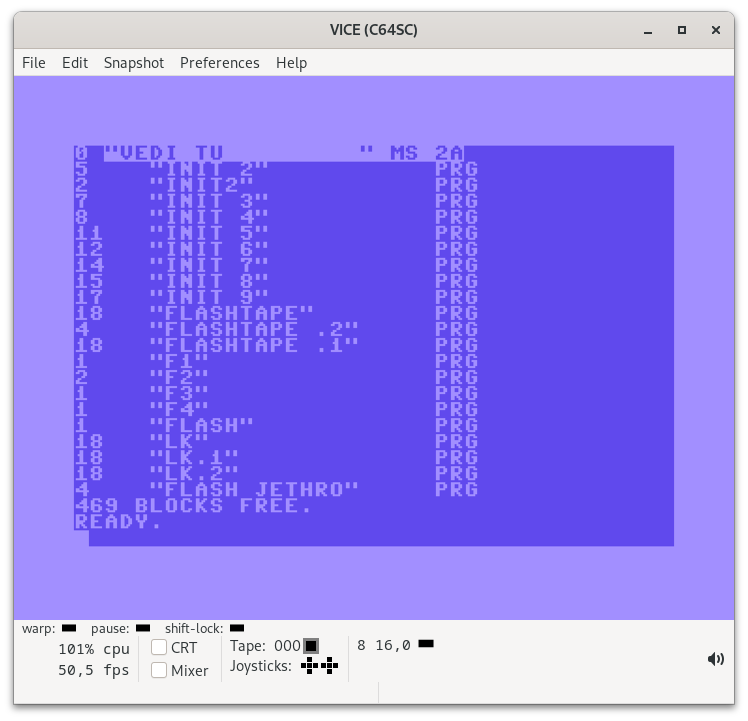 VICE (C64SC)
File Edit Snapshot Preferences Help
0 "VEDI TU         " MS 2A
5    "INIT 2"           PRG
2    "INIT2"            PRG
7    "INIT 3"           PRG
8    "INIT 4"           PRG
11   "INIT 5"           PRG
12   "INIT 6"           PRG
14   "INIT 7"           PRG
15   "INIT 8"           PRG
17   "INIT 9"           PRG
18   "FLASHTAPE"        PRG
4    "FLASHTAPE .2"     PRG
18   "FLASHTAPE .1"     PRG
1    "F1"               PRG
2    "F2"               PRG
1    "F3"               PRG
1    "F4"               PRG
1    "FLASH"            PRG
18   "LK"               PRG
18   "LK.1"             PRG
18   "LK.2"             PRG
4    "FLASH JETHRO"     PRG
469 BLOCKS FREE.
READY.
warp: pause: shift-lock:
101% cpu CRT Tape: 000 8 16,0
50,5 fps Mixer Joysticks: